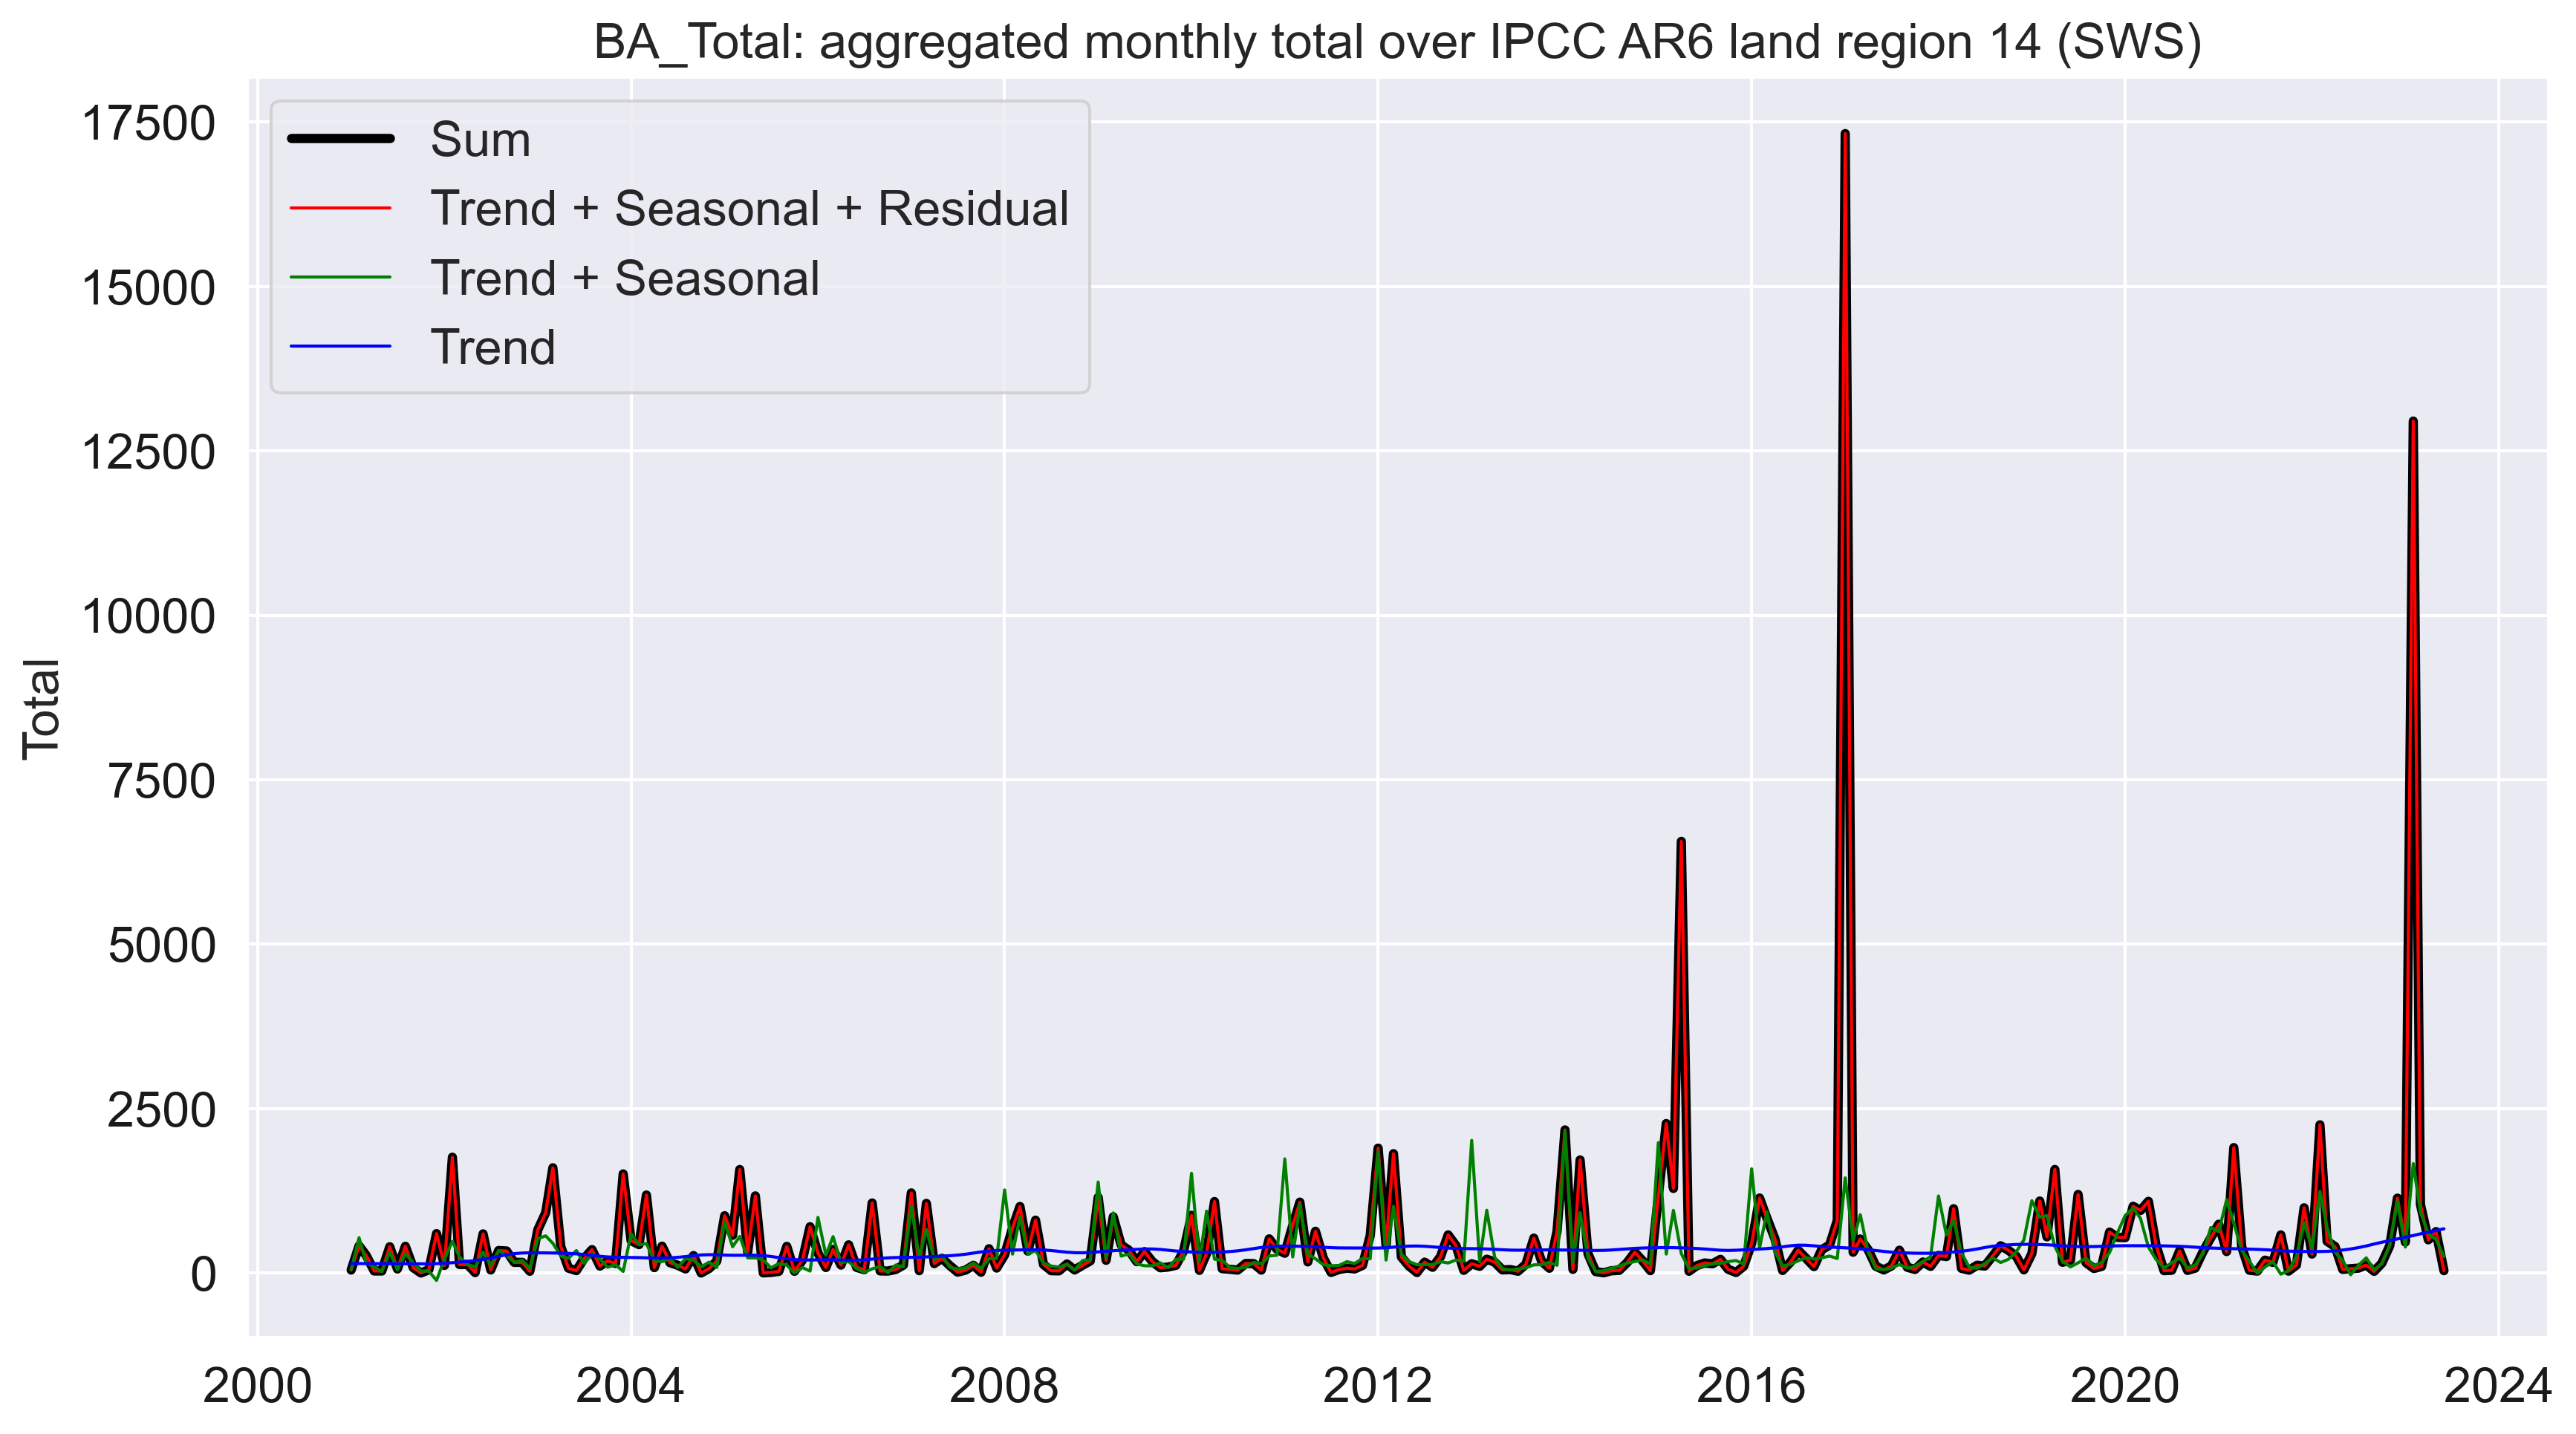 BA_Total: aggregated monthly total over IPCC AR6 land region 14 (SWS)
Sum
Trend + Seasonal + Residual
Trend + Seasonal
Trend
Total
17500
15000
12500
10000
7500
5000
2500
0
2000 2004 2008 2012 2016 2020 2024